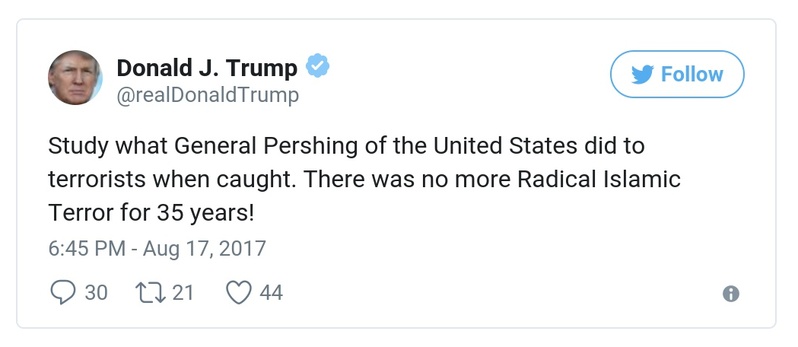 Donald J. Trump
@realDonaldTrump
Follow
Study what General Pershing of the United States did to
terrorists when caught. There was no more Radical Islamic
Terror for 35 years!
6:45 PM - Aug 17, 2017
30 21 44